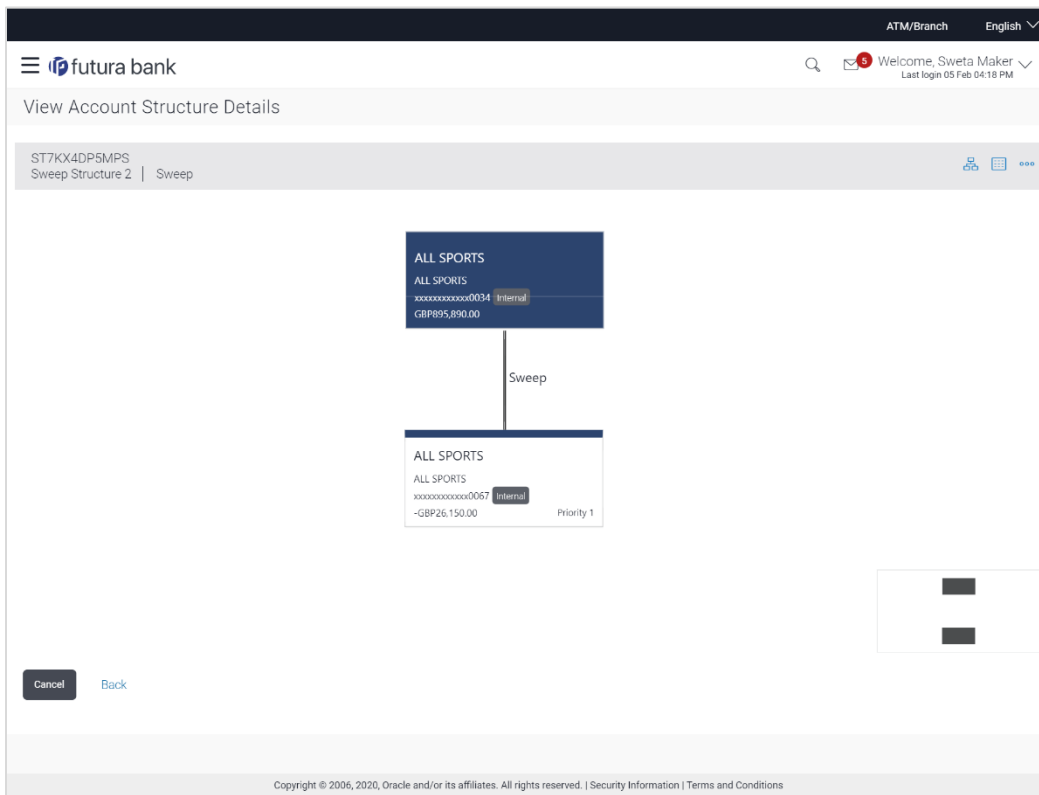 ATM/Branch English
futura bank
5
Welcome, Sweta Maker
Last login 05 Feb 04:18 PM
View Account Structure Details
ST7KX4DP5MPS
Sweep Structure 2 | Sweep
ALL SPORTS
ALL SPORTS
xxxxxxxxxxxx0034 Internal
GBP895,890.00
Sweep
ALL SPORTS
ALL SPORTS
xxxxxxxxxxxx0067 Internal
-GBP26,150.00 Priority 1
Cancel Back
Copyright © 2006, 2020, Oracle and/or its affiliates. All rights reserved. | Security Information | Terms and Conditions